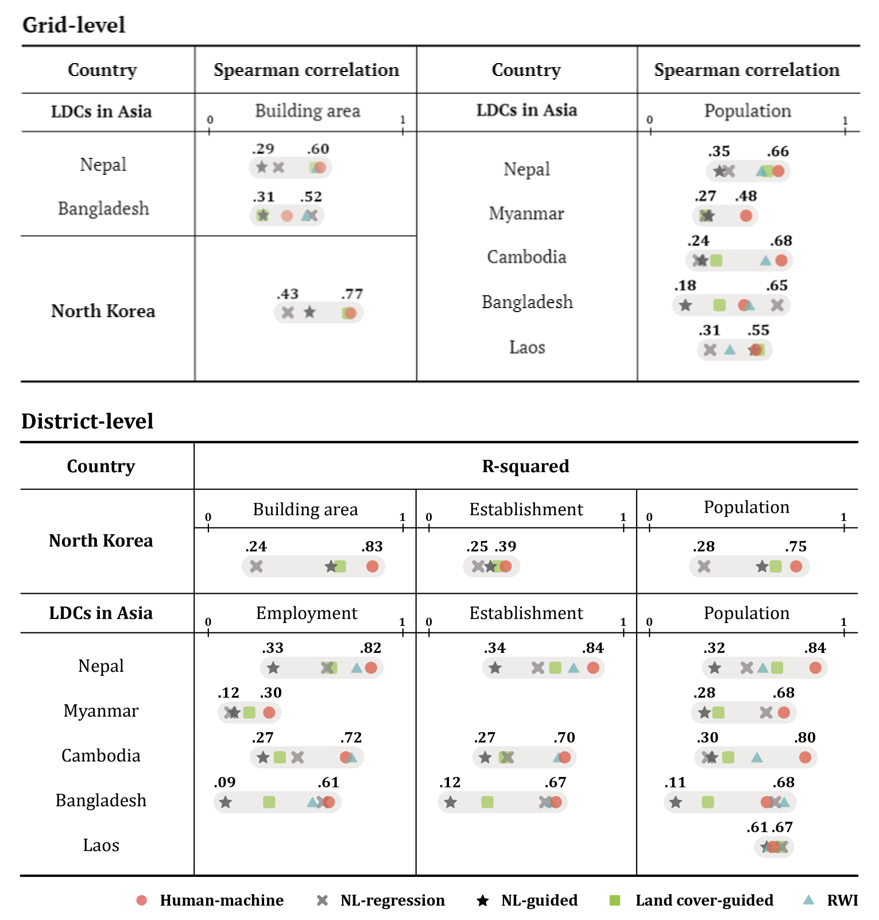 Grid-level
Country Spearman correlation Country Spearman correlation
LDCs in Asia 0 Building area 1 LDCs in Asia 0 Population 1
Nepal .29 .60 Nepal .35 .66
Bangladesh .31 .52 Myanmar .27 .48
Cambodia .24 .68
North Korea .43 .77 Bangladesh .18 .65
Laos .31 .55
District-level
Country R-squared
North Korea 0 Building area 1 0 Establishment 1 0 Population 1
.24 .83 .25 .39 .28 .75
LDCs in Asia 0 Employment 1 0 Establishment 1 0 Population 1
Nepal .33 .82 .34 .84 .32 .84
Myanmar .12 .30 .28 .68
Cambodia .27 .72 .27 .70 .30 .80
Bangladesh .09 .61 .12 .67 .11 .68
Laos .61 .67
Human-machine NL-regression NL-guided Land cover-guided RWI